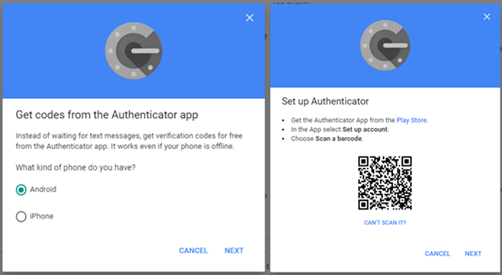 Get codes from the Authenticator app
Instead of waiting for text messages, get verification codes for free
from the Authenticator app. It works even if your phone is offline.
What kind of phone do you have?
Android
iPhone
CANCEL NEXT
Set up Authenticator
Get the Authenticator App from the Play Store.
In the App select Set up account.
Choose Scan a barcode.
CAN'T SCAN IT?
CANCEL NEXT